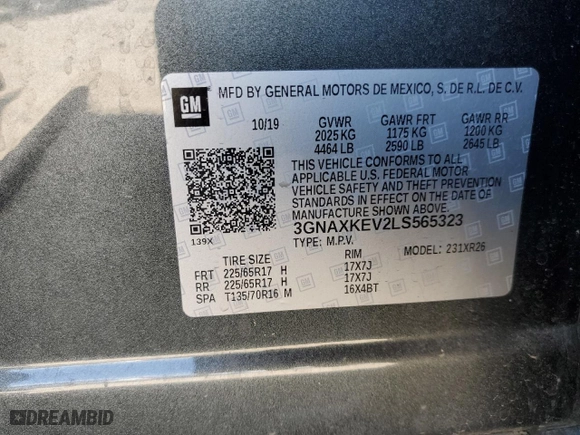 GM
MFD BY GENERAL MOTORS DE MEXICO, S. DE R.L. DE C.V.
10/19 GVWR GAWR FRT GAWR RR
2025 KG 1175 KG 1200 KG
4464 LB 2590 LB 2645 LB
THIS VEHICLE CONFORMS TO ALL
APPLICABLE U.S. FEDERAL MOTOR
VEHICLE SAFETY AND THEFT PREVENTION
STANDARDS IN EFFECT ON THE DATE OF
MANUFACTURE SHOWN ABOVE.
139X
3GNAXKEV2LS565323
TYPE: M.P.V. MODEL: 231XR26
TIRE SIZE RIM
FRT 225/65R17 H 17X7J
RR 225/65R17 H 17X7J
SPA T135/70R16 M 16X4BT
DREAMBID